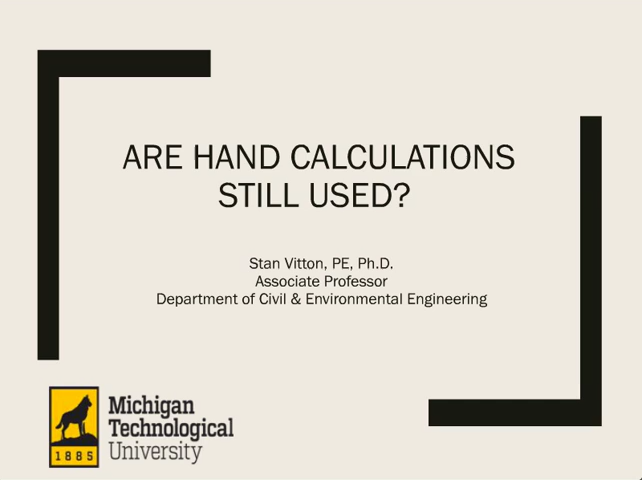 ARE HAND CALCULATIONS
STILL USED?
Stan Vitton, PE, Ph.D.
Associate Professor
Department of Civil & Environmental Engineering
Michigan
Technological
University
1885